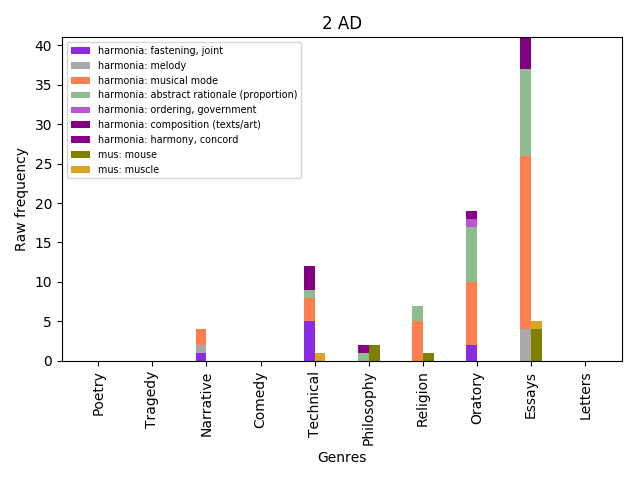 2 AD
harmonia: fastening, joint
harmonia: melody
harmonia: musical mode
harmonia: abstract rationale (proportion)
harmonia: ordering, government
harmonia: composition (texts/art)
harmonia: harmony, concord
mus: mouse
mus: muscle
Raw frequency
40
35
30
25
20
15
10
5
0
Poetry
Tragedy
Narrative
Comedy
Technical
Philosophy
Religion
Oratory
Essays
Letters
Genres